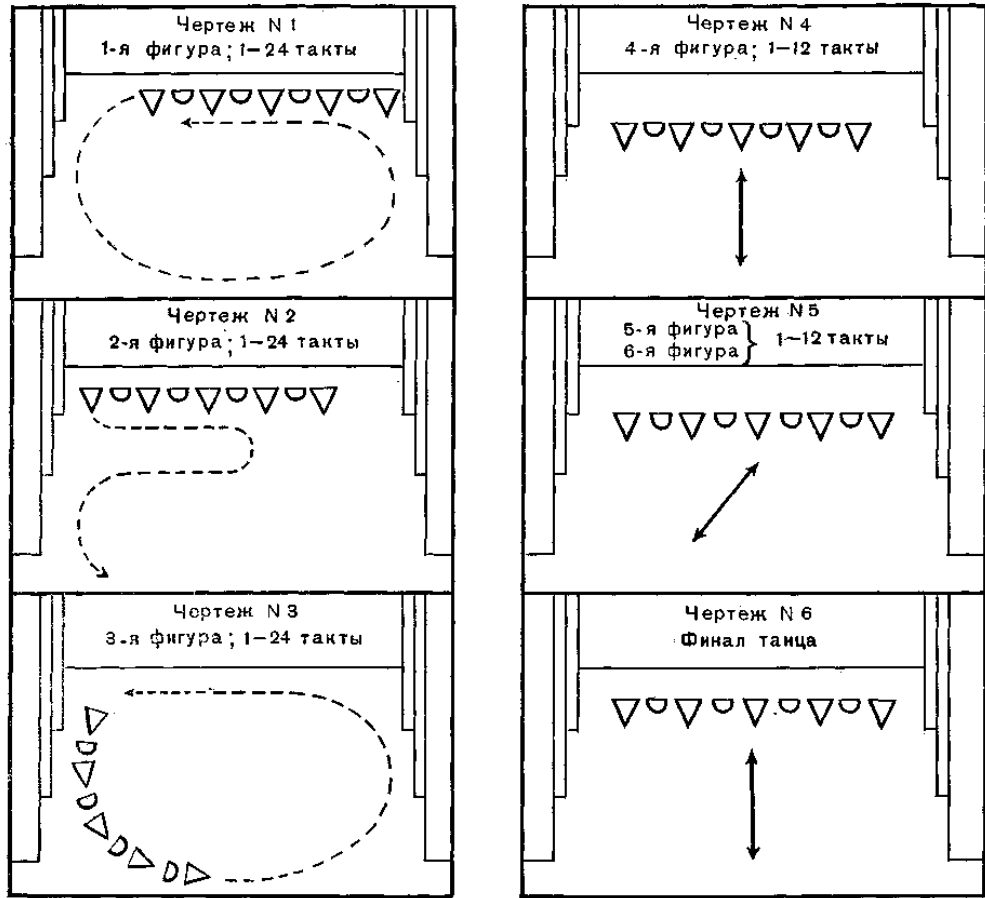 Чертеж N 1
1-я фигура; 1—24 такты
Чертеж N 2
2-я фигура; 1—24 такты
Чертеж N 3
3-я фигура; 1—24 такты
Чертеж N 4
4-я фигура; 1—12 такты
Чертеж N 5
5-я фигура
6-я фигура } 1—12 такты
Чертеж N 6
Финал танца